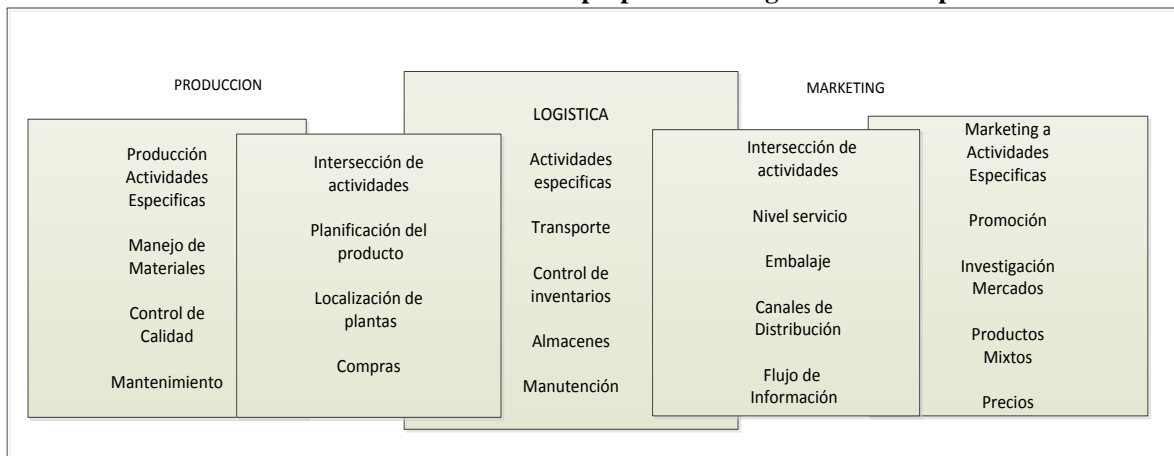 PRODUCCION
MARKETING
Producción
Actividades
Especificas
Manejo de
Materiales
Control de
Calidad
Mantenimiento
Intersección de
actividades
Planificación del
producto
Localización de
plantas
Compras
LOGISTICA
Actividades
especificas
Transporte
Control de
inventarios
Almacenes
Manutención
Intersección de
actividades
Nivel servicio
Embalaje
Canales de
Distribución
Flujo de
Información
Marketing a
Actividades
Especificas
Promoción
Investigación
Mercados
Productos
Mixtos
Precios